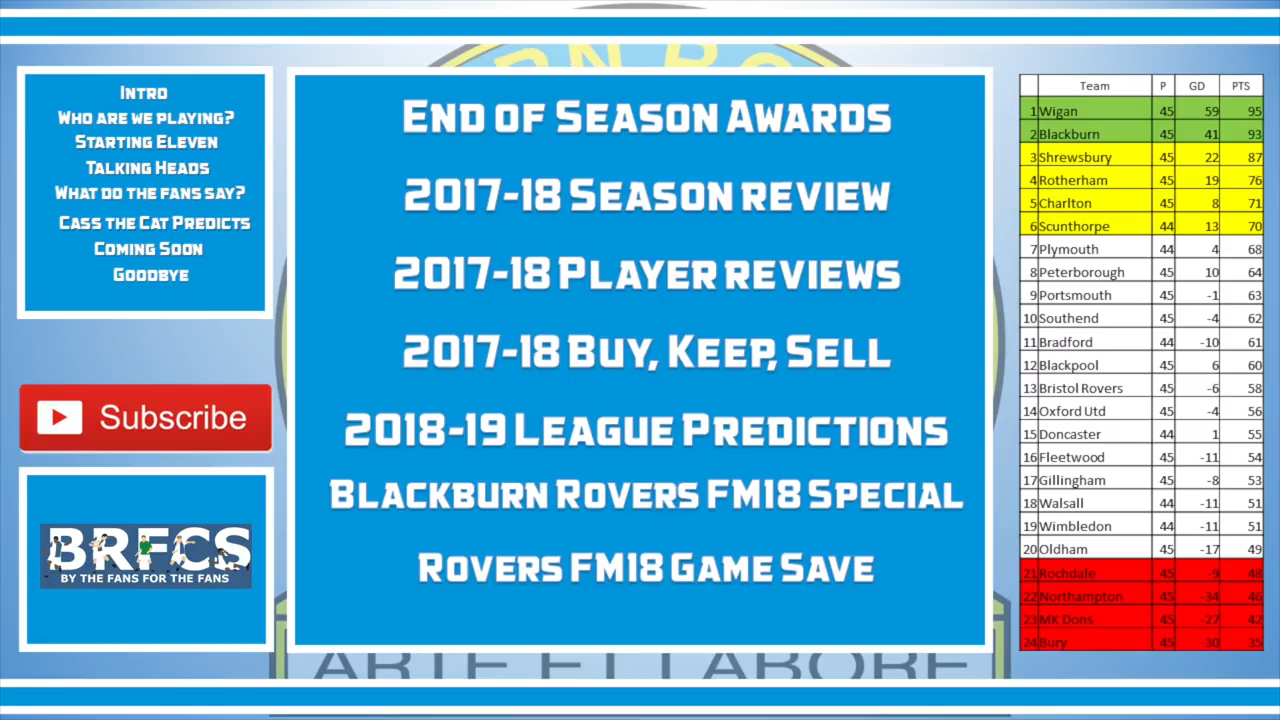 RN RO
Intro
Who are we playing?
Starting Eleven
Talking Heads
What do the fans say?
Cass the Cat Predicts
Coming Soon
Goodbye
Subscribe
BRFCS
BY THE FANS FOR THE FANS
End of Season Awards
2017-18 Season review
2017-18 Player reviews
2017-18 Buy, Keep, Sell
2018-19 League Predictions
Blackburn Rovers FM18 Special
Rovers FM18 Game Save
ARTE ET LABORE
Team P GD PTS
1 Wigan 45 59 95
2 Blackburn 45 41 93
3 Shrewsbury 45 22 87
4 Rotherham 45 19 76
5 Charlton 45 8 71
6 Scunthorpe 44 13 70
7 Plymouth 44 4 68
8 Peterborough 45 10 64
9 Portsmouth 45 -1 63
10 Southend 45 -4 62
11 Bradford 44 -10 61
12 Blackpool 45 6 60
13 Bristol Rovers 45 -6 58
14 Oxford Utd 45 -4 56
15 Doncaster 44 1 55
16 Fleetwood 45 -11 54
17 Gillingham 45 -8 53
18 Walsall 44 -11 51
19 Wimbledon 44 -11 51
20 Oldham 45 -17 49
21 Rochdale 45 -9 48
22 Northampton 45 -34 46
23 MK Dons 45 -27 42
24 Bury 45 30 35